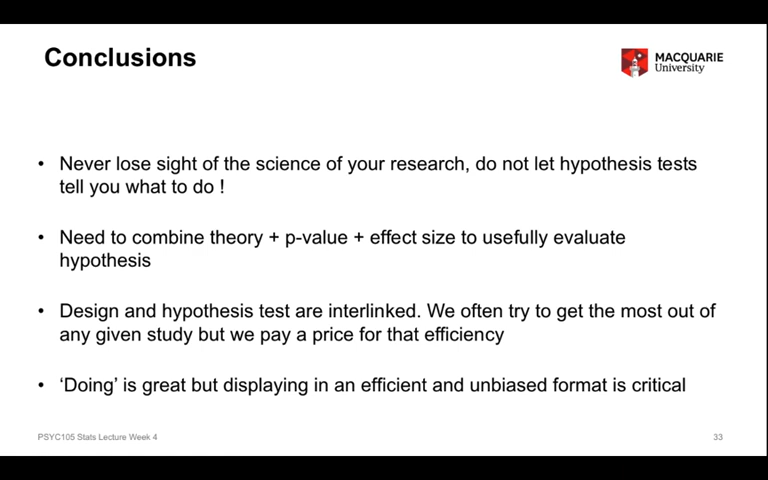 Conclusions
MACQUARIE
University
• Never lose sight of the science of your research, do not let hypothesis tests
tell you what to do !
• Need to combine theory + p-value + effect size to usefully evaluate
hypothesis
• Design and hypothesis test are interlinked. We often try to get the most out of
any given study but we pay a price for that efficiency
• ‘Doing’ is great but displaying in an efficient and unbiased format is critical
PSYC105 Stats Lecture Week 4
33